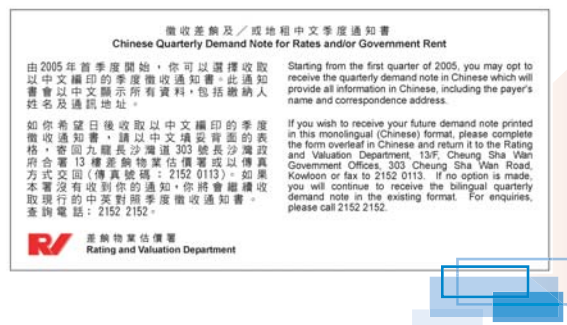 徵收差餉及／或地租中文季度通知書
Chinese Quarterly Demand Note for Rates and/or Government Rent
由2005年首季度開始，你可以選擇收取
以中文編印的季度徵收通知書。此通知
書會以中文顯示所有資料，包括繳納人
姓名及通訊地址。
如你希望日後收取以中文編印的季度
徵收通知書，請以中文填妥背面的表
格，寄回九龍長沙灣道303號長沙灣政
府合署13樓差餉物業估價署或以傳真
方式交回(傳真號碼：2152 0113)。如果
本署沒有收到你的通知，你將會繼續收
取現行的中英對照季度徵收通知書。
查詢電話：2152 2152。
Starting from the first quarter of 2005, you may opt to
receive the quarterly demand note in Chinese which will
provide all information in Chinese, including the payer's
name and correspondence address.
If you wish to receive your future demand note printed
in this monolingual (Chinese) format, please complete
the form overleaf in Chinese and return it to the Rating
and Valuation Department, 13/F, Cheung Sha Wan
Government Offices, 303 Cheung Sha Wan Road,
Kowloon or fax to 2152 0113. If no option is made,
you will continue to receive the bilingual quarterly
demand note in the existing format. For enquiries,
please call 2152 2152.
差餉物業估價署
Rating and Valuation Department